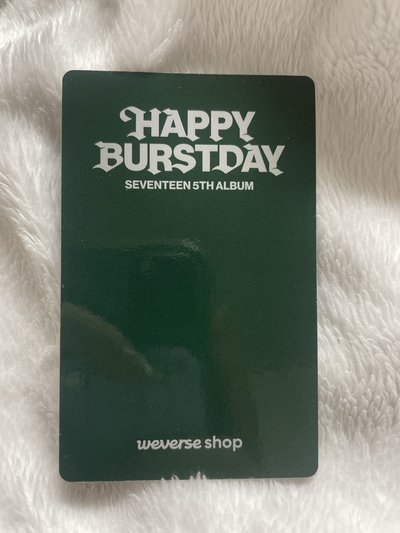 HAPPY
BURSTDAY
SEVENTEEN 5TH ALBUM
weverse shop